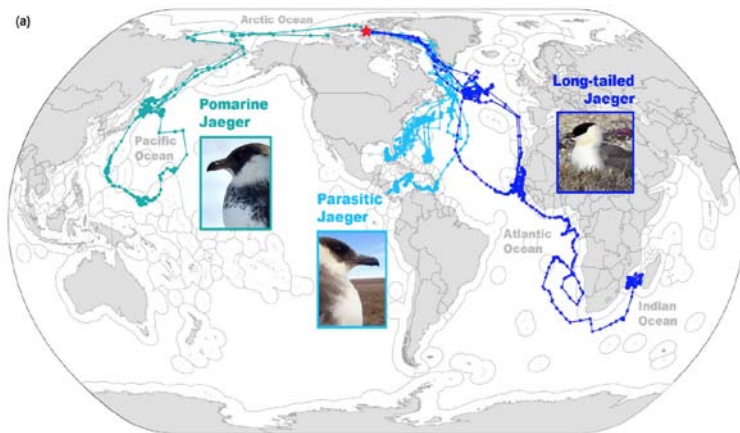 (a)
Arctic Ocean
Pomarine
Jaeger
Pacific
Ocean
Long-tailed
Jaeger
Parasitic
Jaeger
Atlantic
Ocean
Indian
Ocean